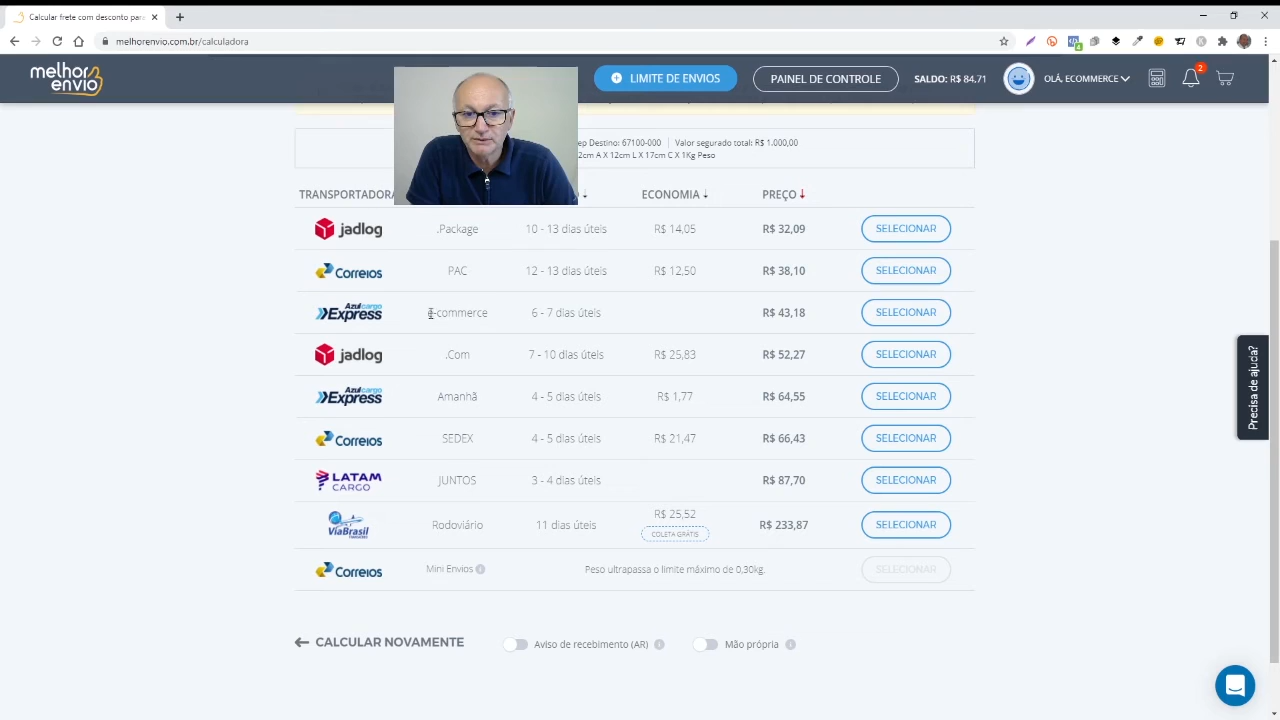 Calcular frete com desconto para
melhorenvio.com.br/calculadora
melhor envio
LIMITE DE ENVIOS
PAINEL DE CONTROLE
SALDO: R$ 84,71
OLÁ, ECOMMERCE
2
ep Destino: 67100-000 | Valor segurado total: R$ 1.000,00
2cm A X 12cm L X 17cm C X 1Kg Peso
TRANSPORTADORA ECONOMIA PREÇO
jadlog .Package 10 - 13 dias úteis R$ 14,05 R$ 32,09 SELECIONAR
Correios PAC 12 - 13 dias úteis R$ 12,50 R$ 38,10 SELECIONAR
Azul cargo Express e-commerce 6 - 7 dias úteis R$ 43,18 SELECIONAR
jadlog .Com 7 - 10 dias úteis R$ 25,83 R$ 52,27 SELECIONAR
Azul cargo Express Amanhã 4 - 5 dias úteis R$ 1,77 R$ 64,55 SELECIONAR
Correios SEDEX 4 - 5 dias úteis R$ 21,47 R$ 66,43 SELECIONAR
LATAM CARGO JUNTOS 3 - 4 dias úteis R$ 87,70 SELECIONAR
ViaBrasil Rodoviário 11 dias úteis R$ 25,52 COLETA GRÁTIS R$ 233,87 SELECIONAR
Correios Mini Envios Peso ultrapassa o limite máximo de 0,30kg. SELECIONAR
CALCULAR NOVAMENTE Aviso de recebimento (AR) Mão própria
Precisa de ajuda?